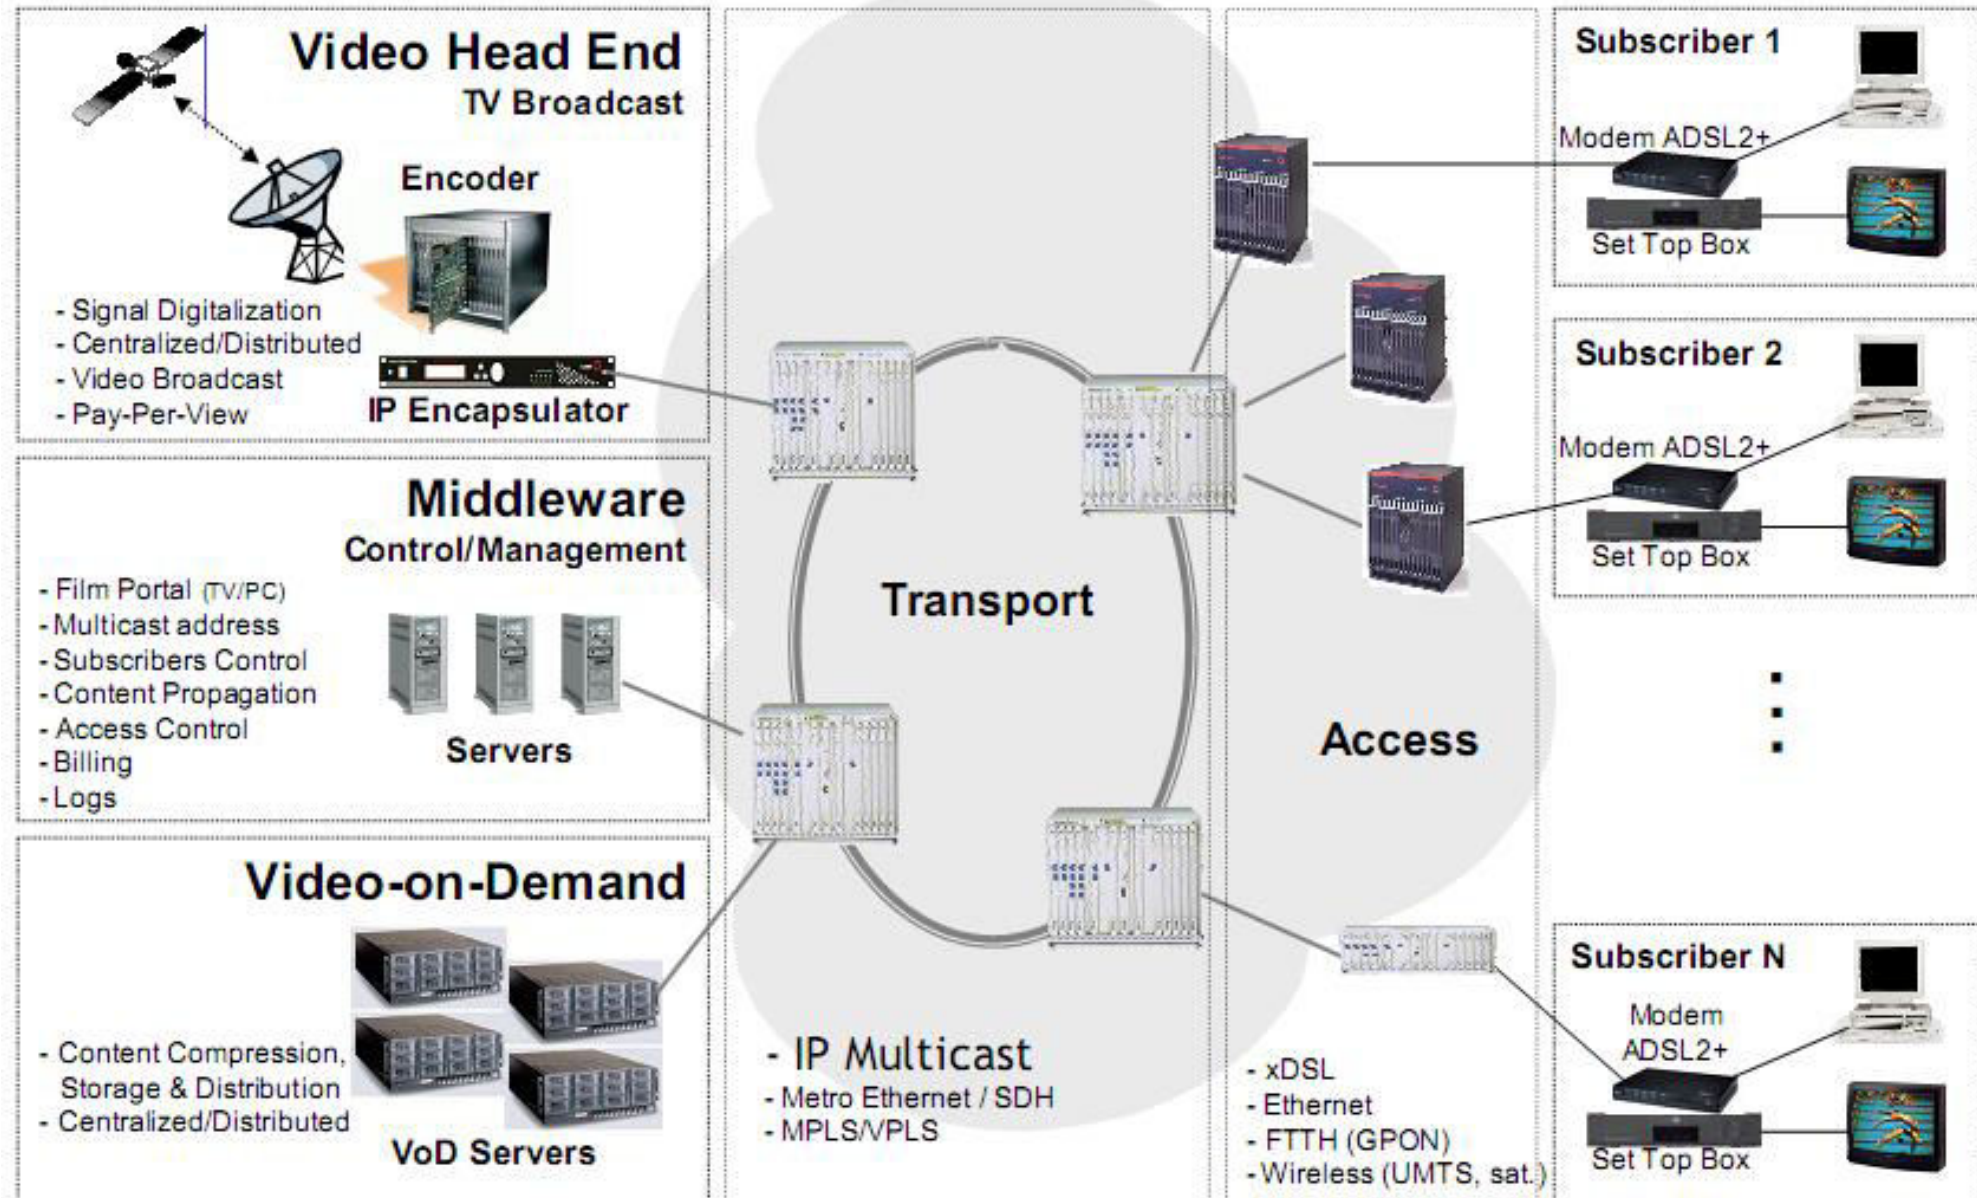 Video Head End
TV Broadcast
Encoder
- Signal Digitalization
- Centralized/Distributed
- Video Broadcast
- Pay-Per-View
IP Encapsulator
Middleware
Control/Management
- Film Portal (TV/PC)
- Multicast address
- Subscribers Control
- Content Propagation
- Access Control
- Billing
- Logs
Servers
Video-on-Demand
- Content Compression,
Storage & Distribution
- Centralized/Distributed
VoD Servers
Transport
- IP Multicast
- Metro Ethernet / SDH
- MPLS/VPLS
Access
- xDSL
- Ethernet
- FTTH (GPON)
- Wireless (UMTS, sat.)
Subscriber 1
Modem ADSL2+
Set Top Box
Subscriber 2
Modem ADSL2+
Set Top Box
Subscriber N
Modem
ADSL2+
Set Top Box